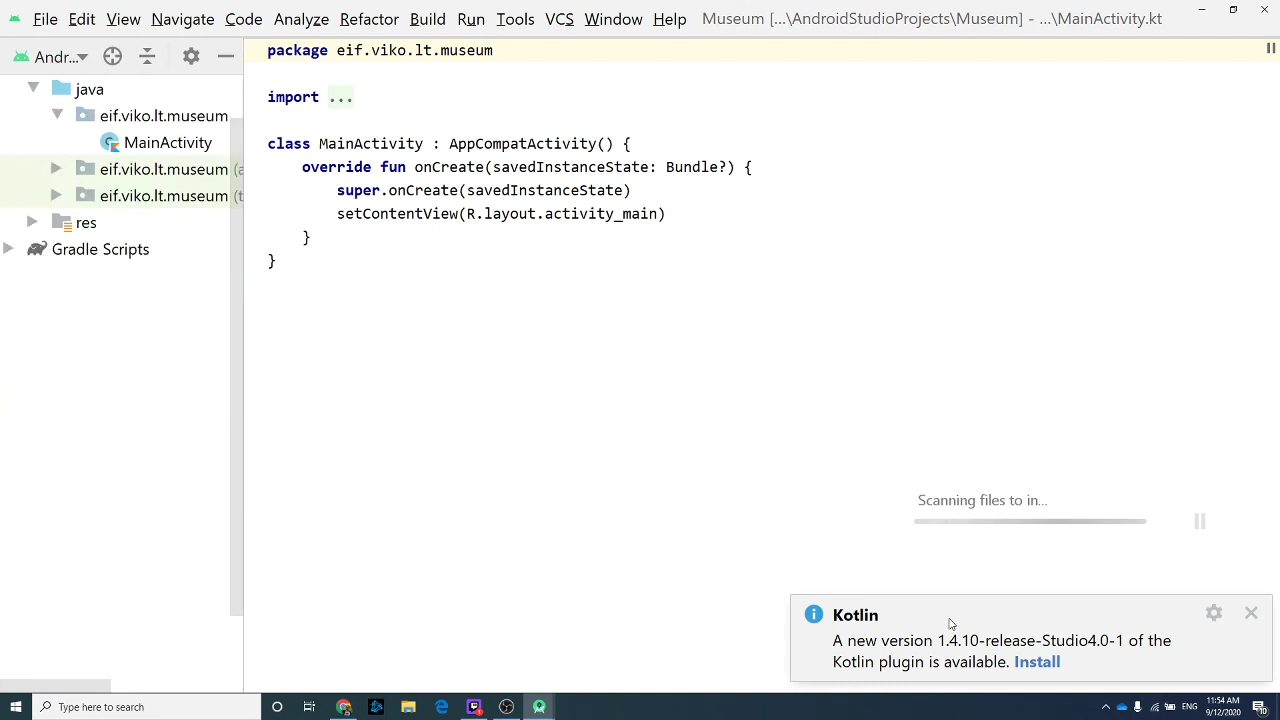 File Edit View Navigate Code Analyze Refactor Build Run Tools VCS Window Help Museum [...\AndroidStudioProjects\Museum] - ...\MainActivity.kt
Andr...
java
eif.viko.lt.museum
MainActivity
eif.viko.lt.museum (a
eif.viko.lt.museum (t
res
Gradle Scripts
package eif.viko.lt.museum
import ...
class MainActivity : AppCompatActivity() {
override fun onCreate(savedInstanceState: Bundle?) {
super.onCreate(savedInstanceState)
setContentView(R.layout.activity_main)
}
}
Scanning files to in...
Kotlin
A new version 1.4.10-release-Studio4.0-1 of the
Kotlin plugin is available. Install
Type here to search
ENG
11:54 AM
9/12/2020